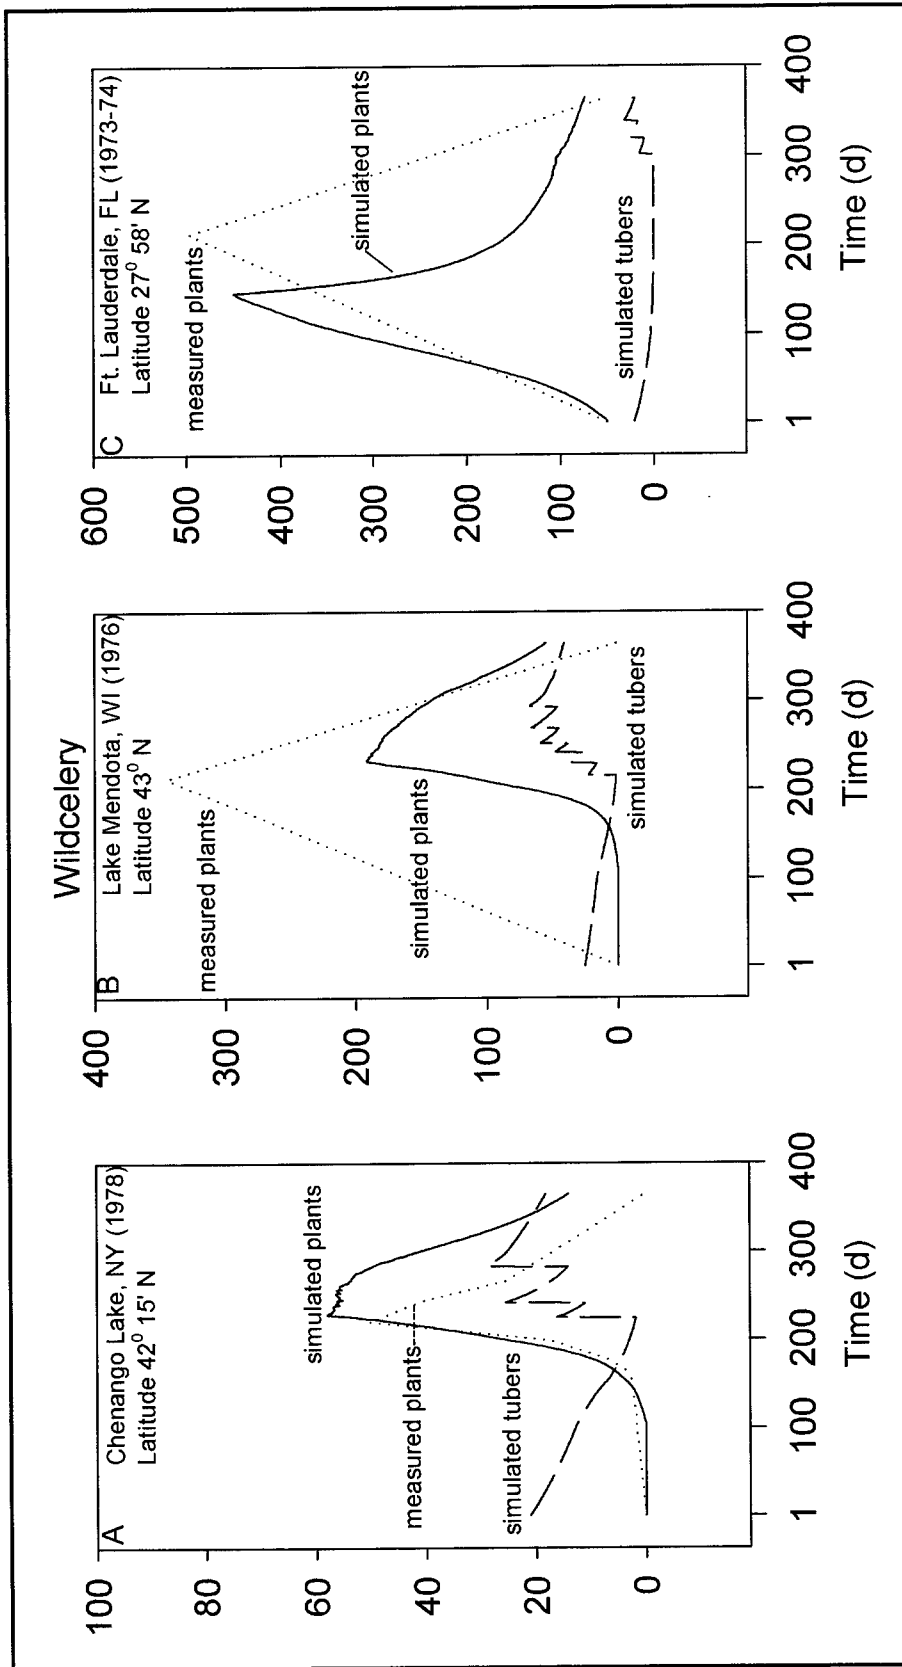 Wildcelery
A
Chenango Lake, NY (1978)
Latitude 42⁰ 15' N
100
80
60
40
20
0
simulated plants
measured plants
simulated tubers
1
100
200
300
400
Time (d)
B
Lake Mendota, WI (1976)
Latitude 43⁰ N
400
300
200
100
0
measured plants
simulated plants
simulated tubers
1
100
200
300
400
Time (d)
C
Ft. Lauderdale, FL (1973-74)
Latitude 27⁰ 58' N
600
500
400
300
200
100
0
measured plants
simulated plants
simulated tubers
1
100
200
300
400
Time (d)